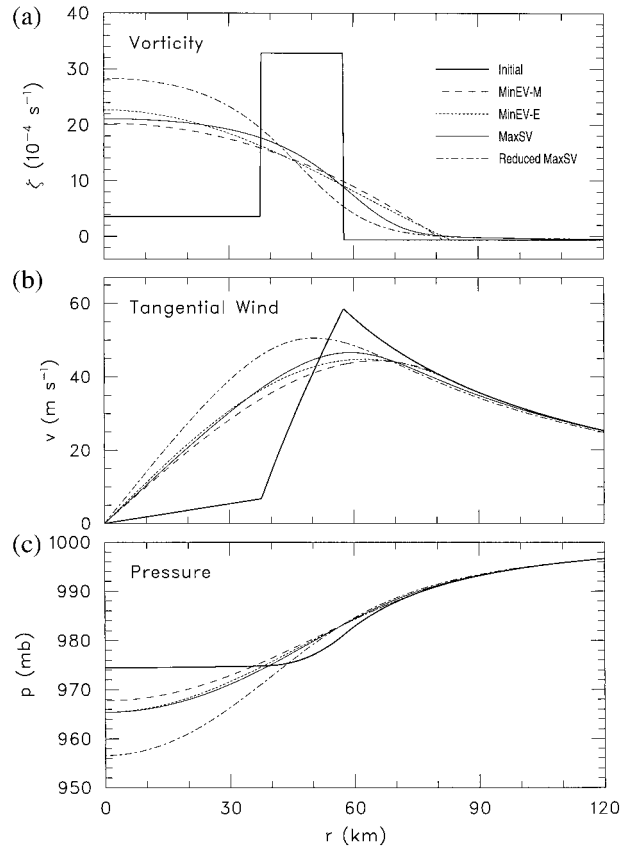 (a)
Vorticity
40
30
20
10
0
ζ (10⁻⁴ s⁻¹)
Initial
MinEV-M
MinEV-E
MaxSV
Reduced MaxSV
(b)
Tangential Wind
60
40
20
0
v (m s⁻¹)
(c)
Pressure
1000
990
980
970
960
950
p (mb)
0 30 60 90 120
r (km)